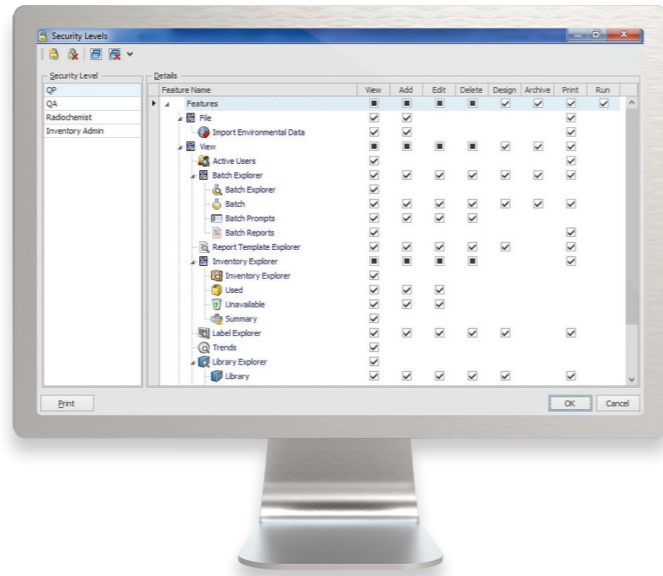 Security Levels
Security Level
Details
QP
QA
Radiochemist
Inventory Admin
Feature Name View Add Edit Delete Design Archive Print Run
Features
File
Import Environmental Data
View
Active Users
Batch Explorer
Batch Explorer
Batch
Batch Prompts
Batch Reports
Report Template Explorer
Inventory Explorer
Inventory Explorer
Used
Unavailable
Summary
Label Explorer
Trends
Library Explorer
Library
Print
OK
Cancel